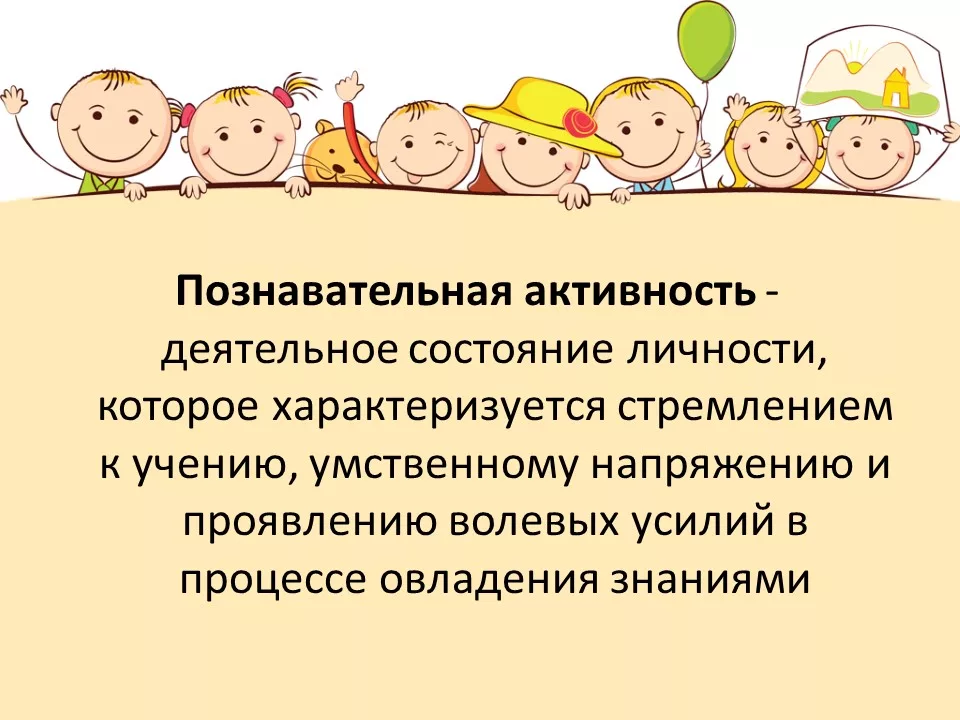 Познавательная активность -
деятельное состояние личности,
которое характеризуется стремлением
к учению, умственному напряжению и
проявлению волевых усилий в
процессе овладения знаниями